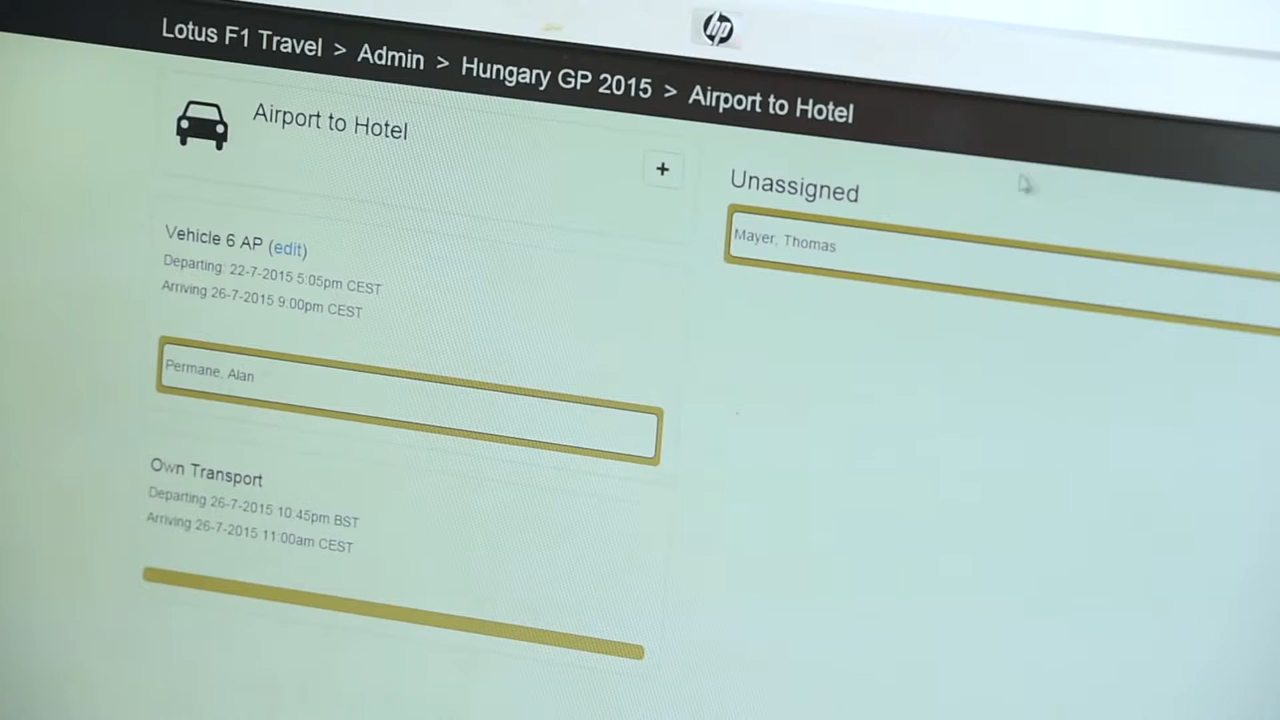 hp
Lotus F1 Travel > Admin > Hungary GP 2015 > Airport to Hotel
Airport to Hotel
+
Vehicle 6 AP (edit)
Departing: 22-7-2015 5:05pm CEST
Arriving 26-7-2015 9:00pm CEST
Permane, Alan
Own Transport
Departing 26-7-2015 10:45pm BST
Arriving 26-7-2015 11:00am CEST
Unassigned
Mayer, Thomas